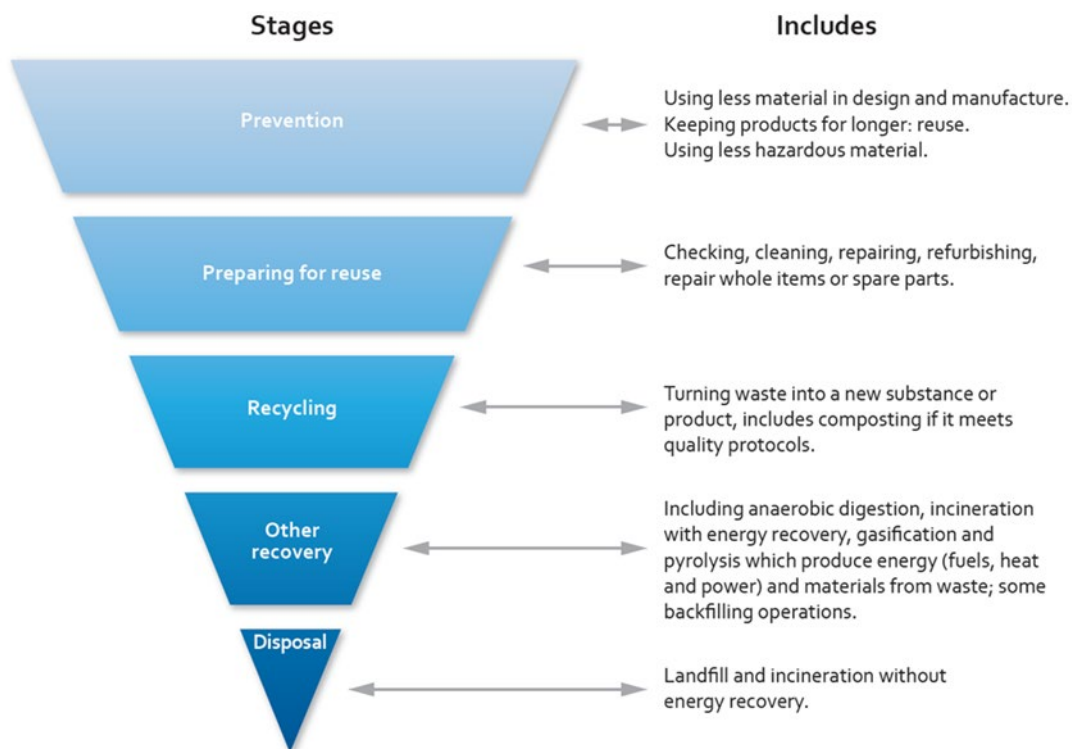 Stages
Includes
Prevention
Using less material in design and manufacture.
Keeping products for longer: reuse.
Using less hazardous material.
Preparing for reuse
Checking, cleaning, repairing, refurbishing,
repair whole items or spare parts.
Recycling
Turning waste into a new substance or
product, includes composting if it meets
quality protocols.
Other
recovery
Including anaerobic digestion, incineration
with energy recovery, gasification and
pyrolysis which produce energy (fuels, heat
and power) and materials from waste; some
backfilling operations.
Disposal
Landfill and incineration without
energy recovery.